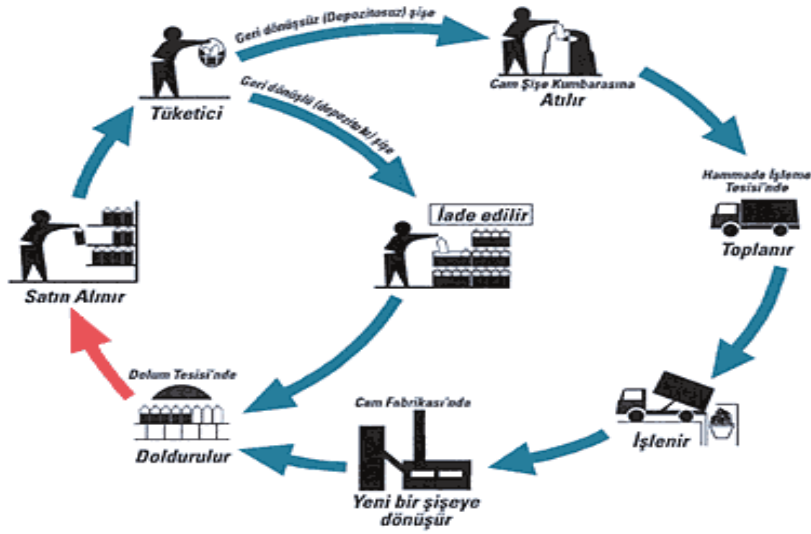 Geri dönüşsüz (Depozitosuz) şişe
Tüketici
Geri dönüşlü (depozitolu) şişe
Cam Şişe Kumbarasına
Atılır
Hammade İşleme
Tesisi'nde
Toplanır
İade edilir
Satın Alınır
Dolum Tesisi'nde
Doldurulur
Cam Fabrikası'nda
Yeni bir şişeye
dönüşür
İşlenir